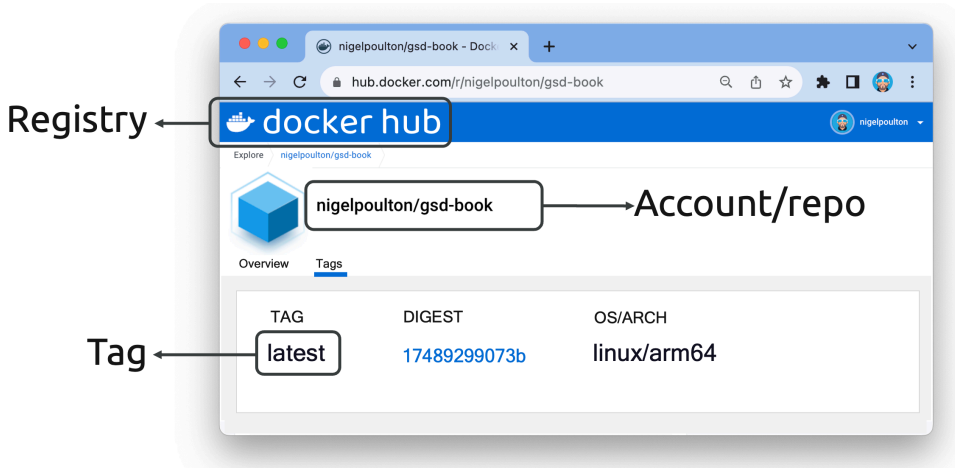 nigelpoulton/gsd-book - Dock
hub.docker.com/r/nigelpoulton/gsd-book
Registry
docker hub
nigelpoulton
Explore
nigelpoulton/gsd-book
nigelpoulton/gsd-book
Account/repo
Overview
Tags
TAG
DIGEST
OS/ARCH
Tag
latest
17489299073b
linux/arm64